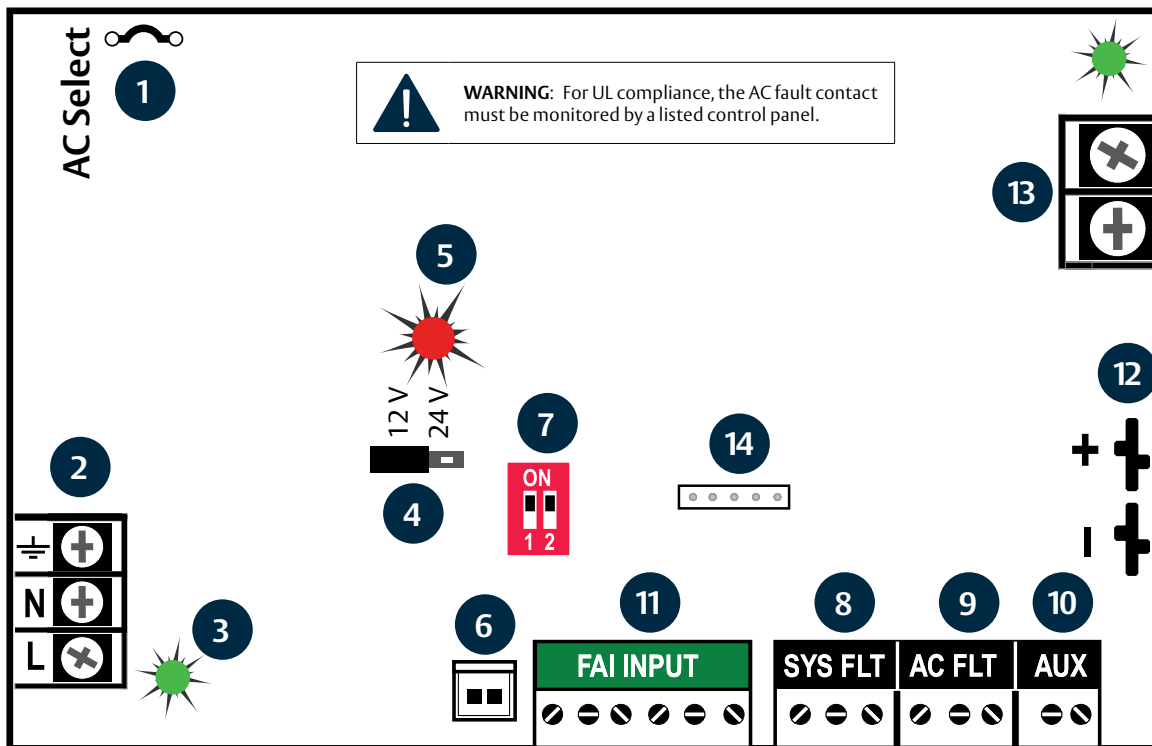 AC Select
1
WARNING: For UL compliance, the AC fault contact
must be monitored by a listed control panel.
13
5
12 V
24 V
12
+
7
ON
1 2
14
2
4
–
N
L
3
6
11
8
9
10
FAI INPUT
SYS FLT
AC FLT
AUX